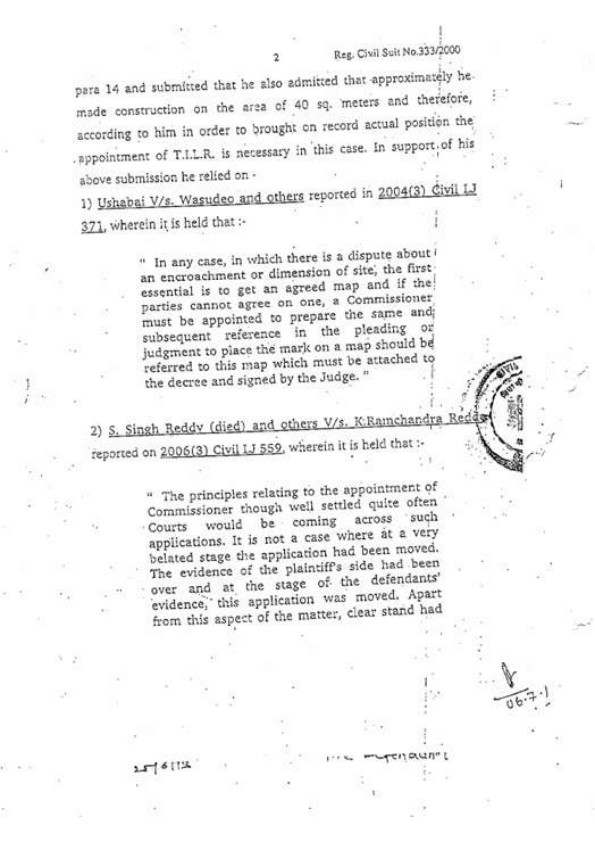 2 Reg. Civil Suit No.333/2000
para 14 and submitted that he also admitted that approximately he
made construction on the area of 40 sq. meters and therefore,
according to him in order to brought on record actual position the
appointment of T.I.L.R. is necessary in this case. In support of his
above submission he relied on -
1) Ushabai V/s. Wasudeo and others reported in 2004(3) Civil LJ
371, wherein it is held that :-
" In any case, in which there is a dispute about
an encroachment or dimension of site, the first
essential is to get an agreed map and if the
parties cannot agree on one, a Commissioner
must be appointed to prepare the same and
subsequent reference in the pleading or
judgment to place the mark on a map should be
referred to this map which must be attached to
the decree and signed by the Judge. "
2) S. Singh Reddy (died) and others V/s. K.Ramchandra Reddy
reported on 2006(3) Civil LJ 559, wherein it is held that :-
" The principles relating to the appointment of
Commissioner though well settled quite often
Courts would be coming across such
applications. It is not a case where at a very
belated stage the application had been moved.
The evidence of the plaintiff's side had been
over and at the stage of the defendants'
evidence, this application was moved. Apart
from this aspect of the matter, clear stand had
06.7.1